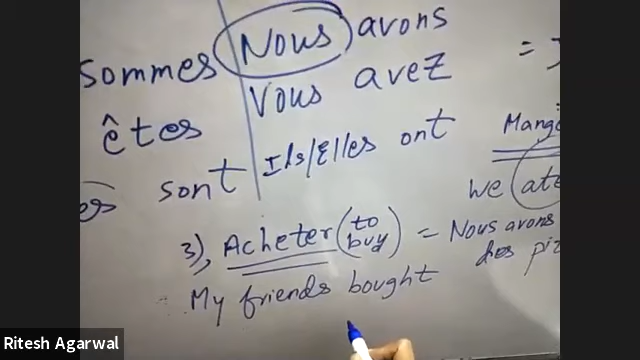 sommes Nous avons
êtes Vous avez
sont Ils/Elles ont
we ate
3), Acheter (to buy) = Nous avons
des
My friends bought
Ritesh Agarwal